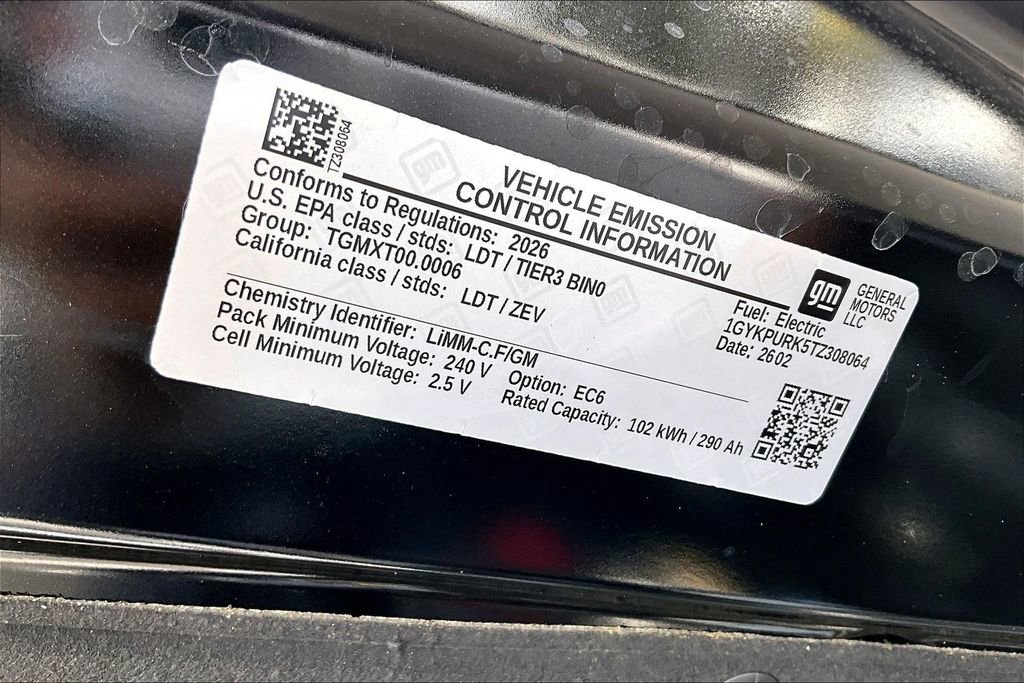 TZ308064
VEHICLE EMISSION
CONTROL INFORMATION
gm
GENERAL
MOTORS
LLC
Conforms to Regulations: 2026
U.S. EPA class / stds: LDT / TIER3 BIN0
Group: TGMXT00.0006
California class / stds: LDT / ZEV
Fuel: Electric
1GYKPURK5TZ308064
Date: 2602
Chemistry Identifier: LiMM-C.F/GM
Pack Minimum Voltage: 240 V Option: EC6
Cell Minimum Voltage: 2.5 V Rated Capacity: 102 kWh / 290 Ah